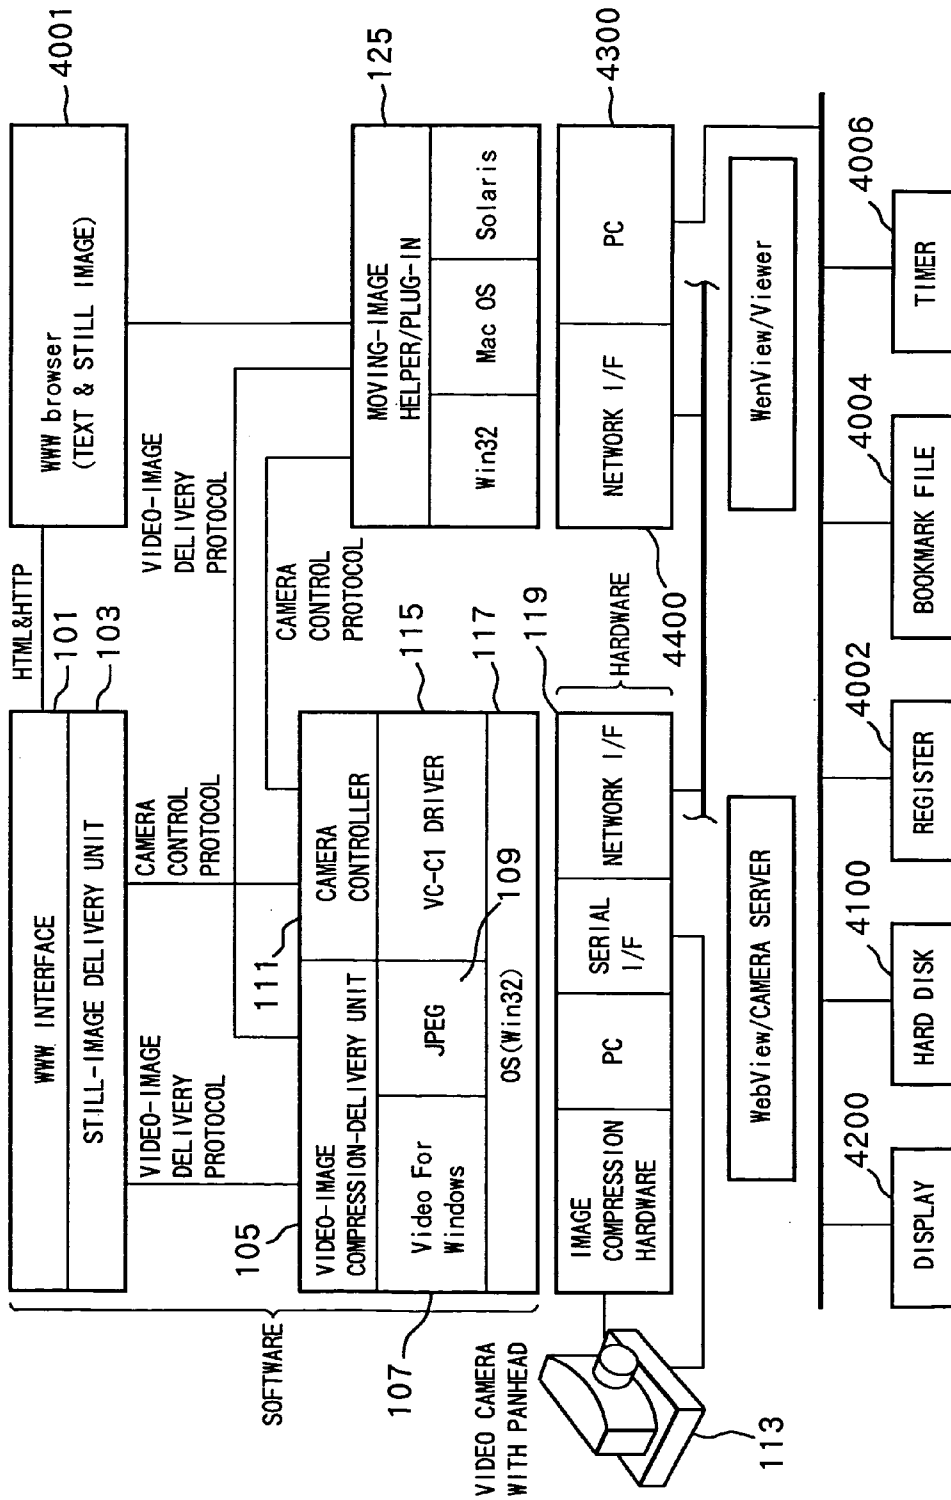 WWW INTERFACE
101
STILL-IMAGE DELIVERY UNIT
103
HTML&HTTP
WWW browser
(TEXT & STILL IMAGE)
4001
SOFTWARE
VIDEO-IMAGE
DELIVERY
PROTOCOL
CAMERA
CONTROL
PROTOCOL
VIDEO-IMAGE
DELIVERY
PROTOCOL
105
VIDEO-IMAGE
COMPRESSION-DELIVERY UNIT
111
CAMERA
CONTROLLER
CAMERA
CONTROL
PROTOCOL
MOVING-IMAGE
HELPER/PLUG-IN
125
107
Video For
Windows
JPEG
109
VC-C1 DRIVER
115
Win32
Mac OS
Solaris
OS(Win32)
117
VIDEO CAMERA
WITH PANHEAD
113
IMAGE
COMPRESSION
HARDWARE
PC
SERIAL
I/F
NETWORK I/F
119
HARDWARE
4400
NETWORK I/F
PC
4300
WebView/CAMERA SERVER
WenView/Viewer
4200
DISPLAY
4100
HARD DISK
4002
REGISTER
4004
BOOKMARK FILE
4006
TIMER